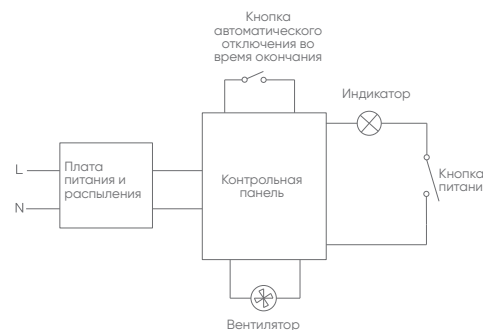 Кнопка
автоматического
отключения во
время окончания
Индикатор
L
N
Плата
питания и
распыления
Контрольная
панель
Кнопка
питани
Вентилятор